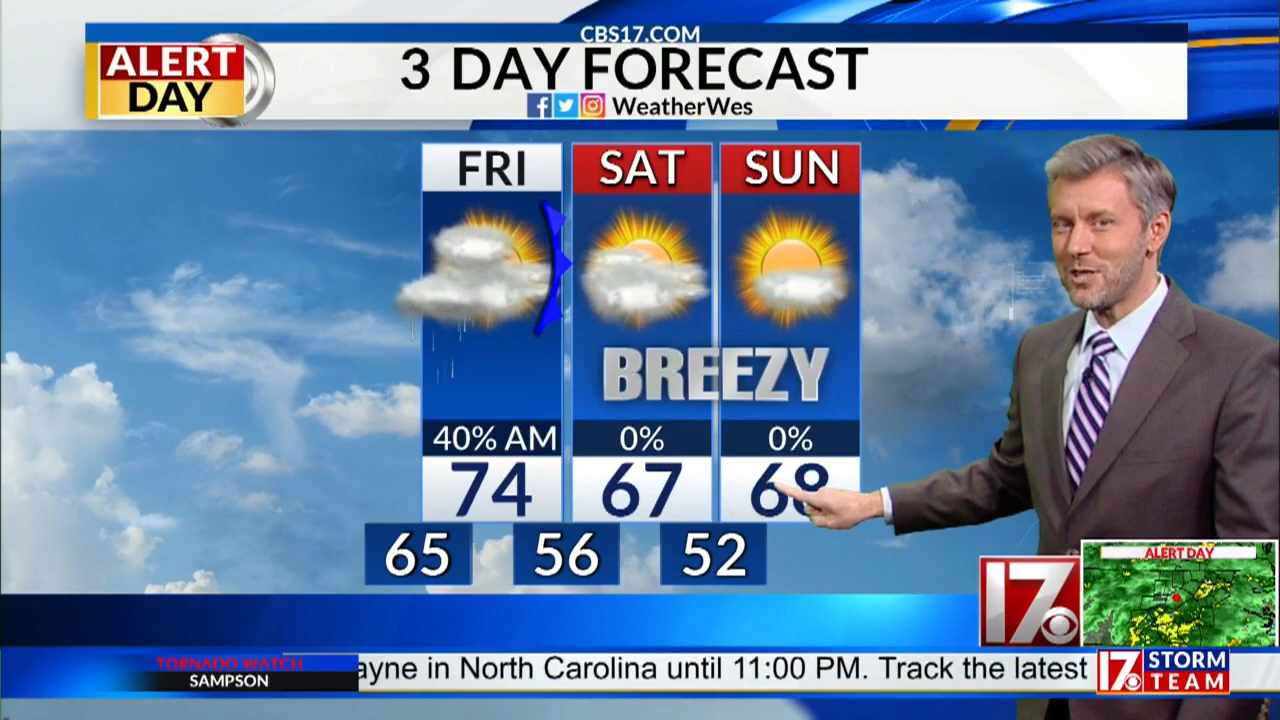 CBS17.COM
ALERT
DAY
3 DAY FORECAST
WeatherWes
FRI
SAT
SUN
BREEZY
40% AM
0%
0%
74
67
68
65
56
52
ALERT DAY
17
TORNADO WATCH
SAMPSON
ayne in North Carolina until 11:00 PM. Track the latest
17
STORM
TEAM